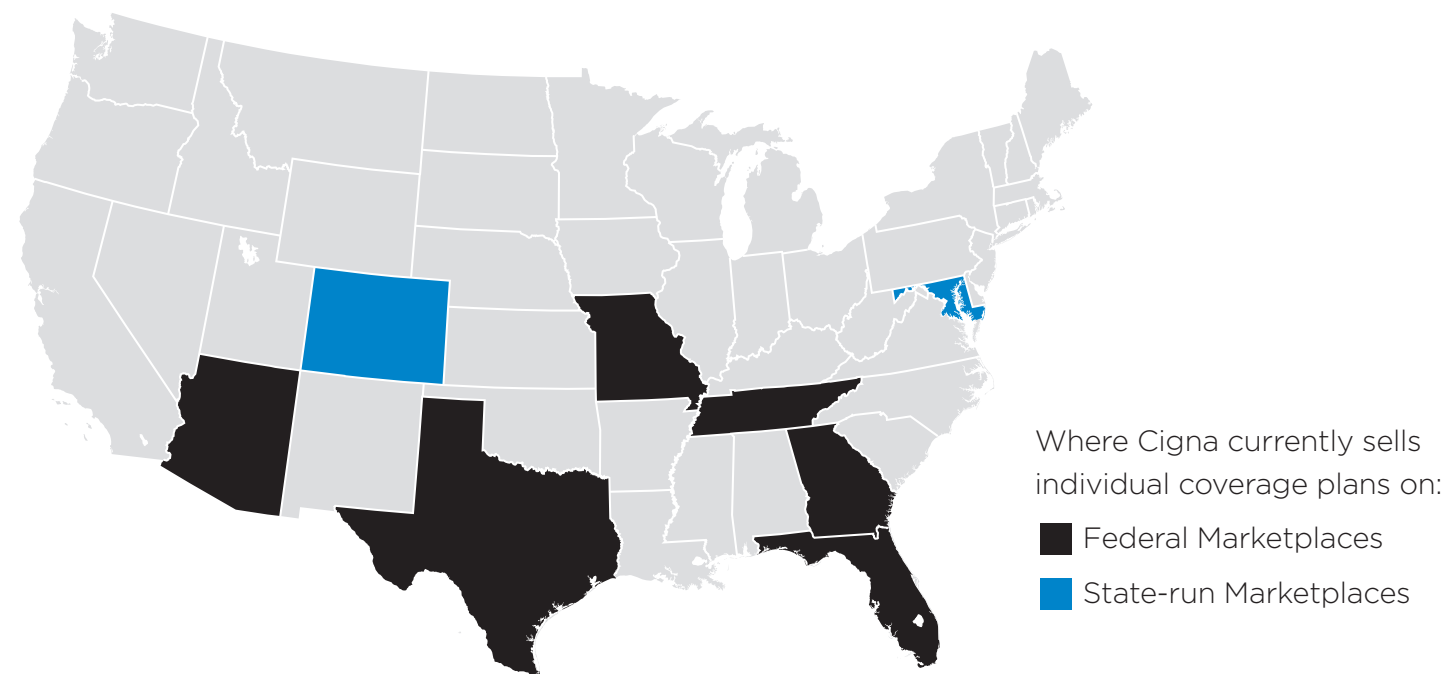 Where Cigna currently sells
individual coverage plans on:
Federal Marketplaces
State-run Marketplaces